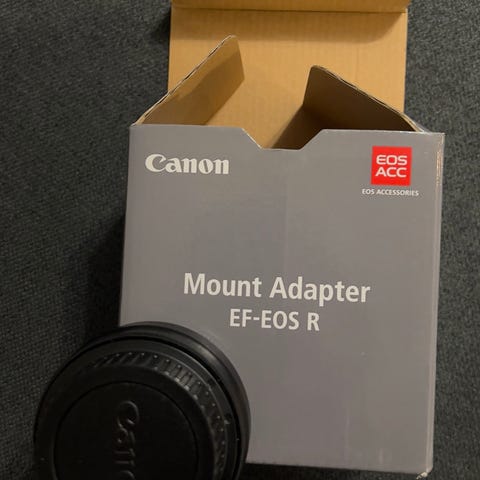 Canon
EOS
ACC
EOS ACCESSORIES
Mount Adapter
EF-EOS R
Canon